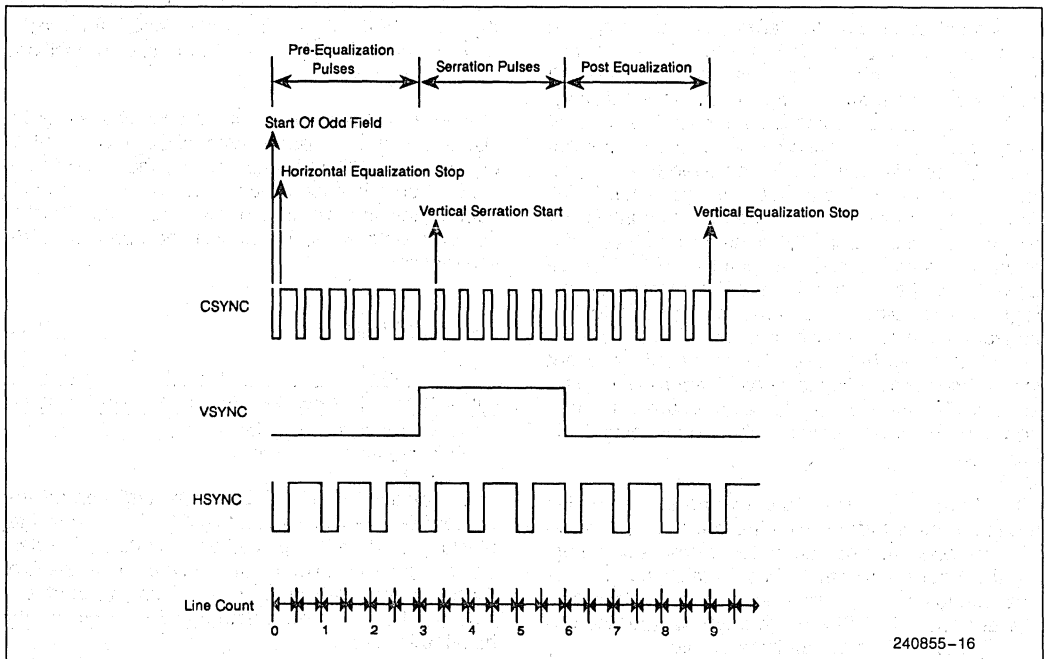 Pre-Equalization
Pulses
Serration Pulses
Post Equalization
Start Of Odd Field
Horizontal Equalization Stop
Vertical Serration Start
Vertical Equalization Stop
CSYNC
VSYNC
HSYNC
Line Count
0 1 2 3 4 5 6 7 8 9
240855-16